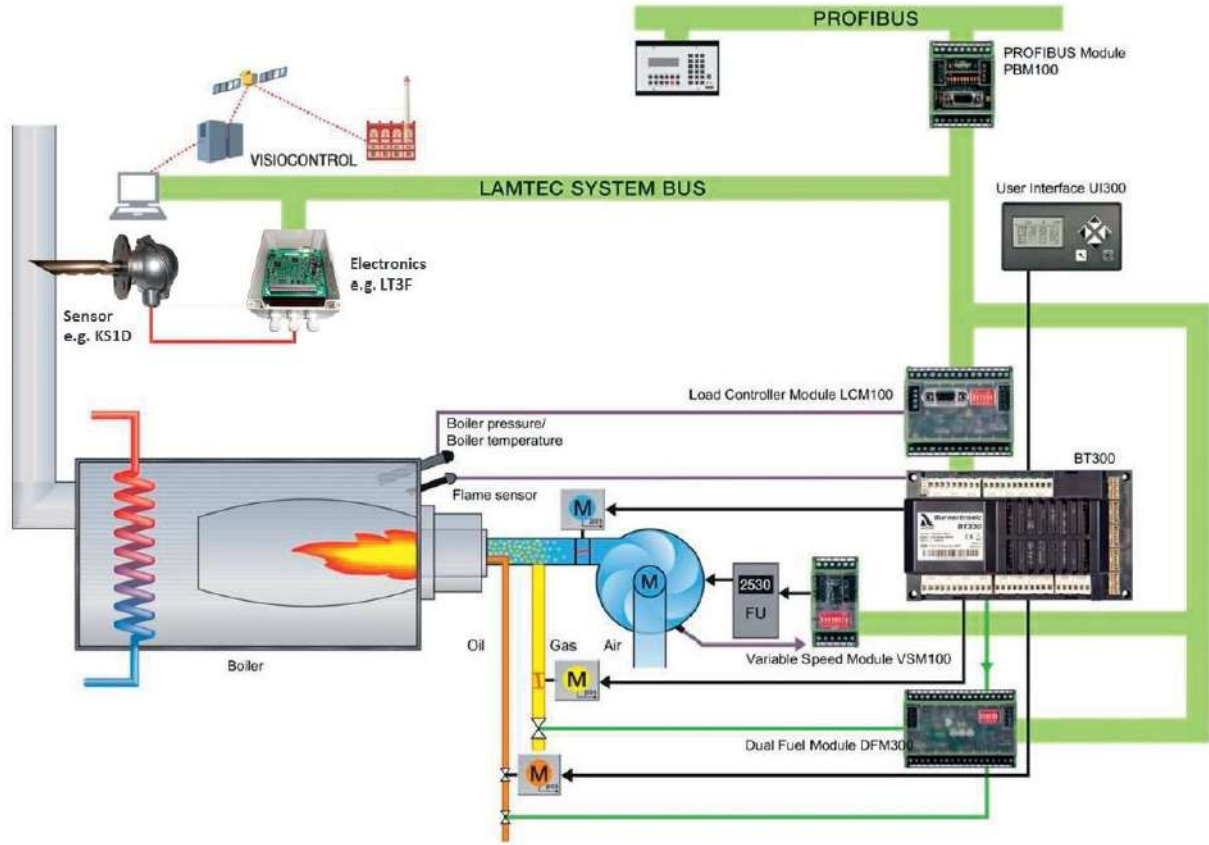 PROFIBUS
PROFIBUS Module
PBM100
VISIOCONTROL
LAMTEC SYSTEM BUS
User Interface UI300
Electronics
e.g. LT3F
Sensor
e.g. KS1D
Load Controller Module LCM100
Boiler pressure/
Boiler temperature
BT300
Flame sensor
M
Burnertronic
BT330
M
2530
FU
Oil
Gas
Air
Variable Speed Module VSM100
Boiler
M
Dual Fuel Module DFM300
M